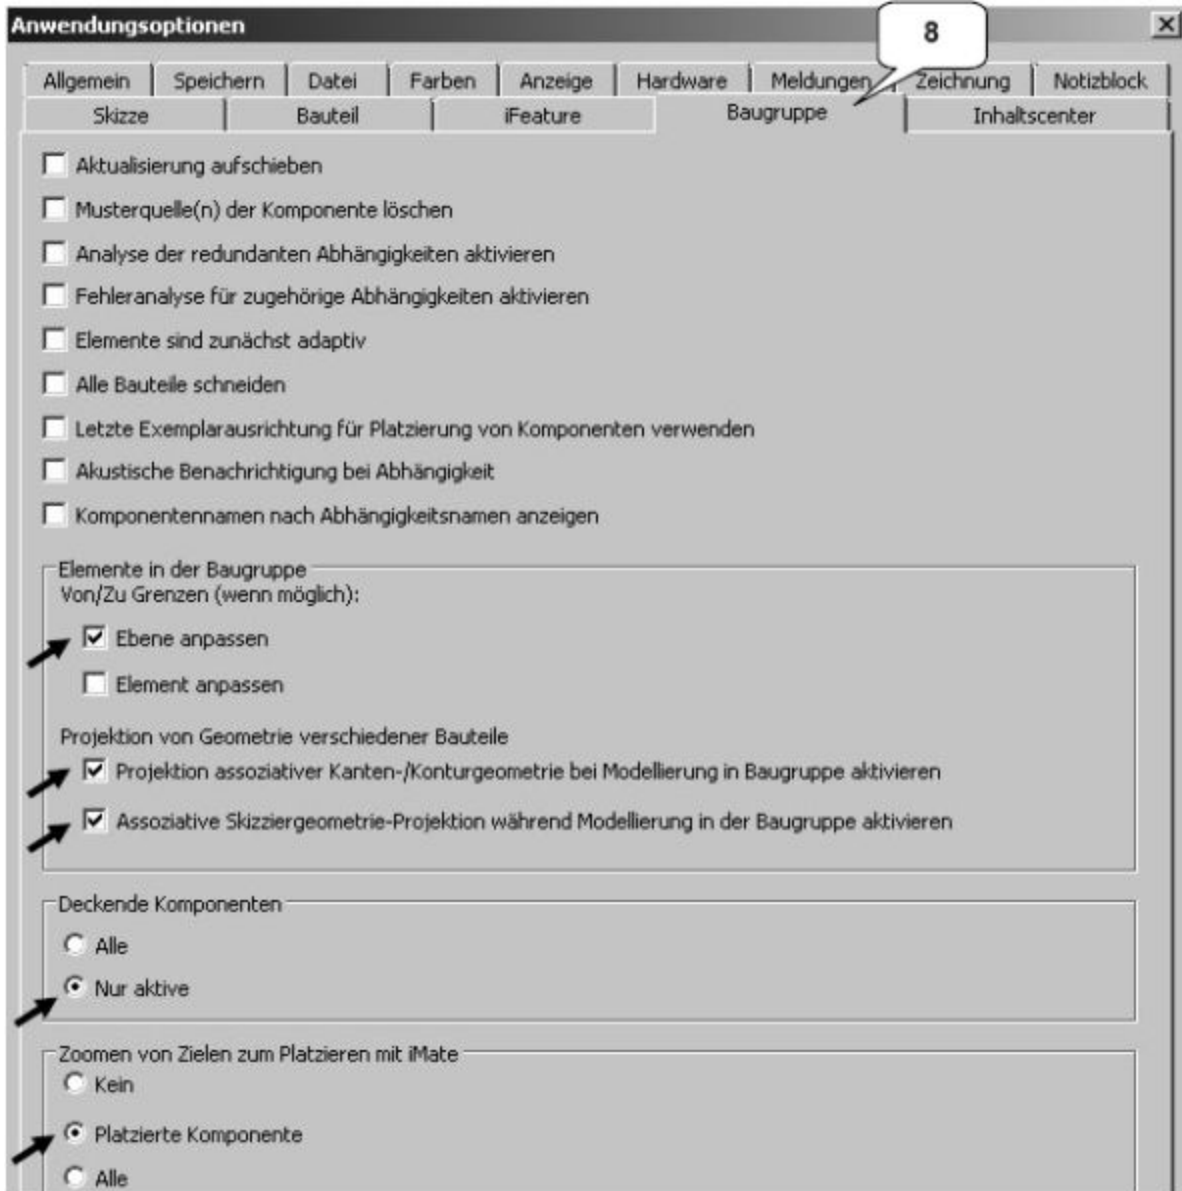 Anwendungsoptionen
8
Allgemein Speichern Datei Farben Anzeige Hardware Meldungen Zeichnung Notizblock
Skizze Bauteil iFeature Baugruppe Inhaltscenter
Aktualisierung aufschieben
Musterquelle(n) der Komponente löschen
Analyse der redundanten Abhängigkeiten aktivieren
Fehleranalyse für zugehörige Abhängigkeiten aktivieren
Elemente sind zunächst adaptiv
Alle Bauteile schneiden
Letzte Exemplarausrichtung für Platzierung von Komponenten verwenden
Akustische Benachrichtigung bei Abhängigkeit
Komponentennamen nach Abhängigkeitsnamen anzeigen
Elemente in der Baugruppe
Von/Zu Grenzen (wenn möglich):
Ebene anpassen
Element anpassen
Projektion von Geometrie verschiedener Bauteile
Projektion assoziativer Kanten-/Konturgeometrie bei Modellierung in Baugruppe aktivieren
Assoziative Skizziergeometrie-Projektion während Modellierung in der Baugruppe aktivieren
Deckende Komponenten
Alle
Nur aktive
Zoomen von Zielen zum Platzieren mit iMate
Kein
Platzierte Komponente
Alle